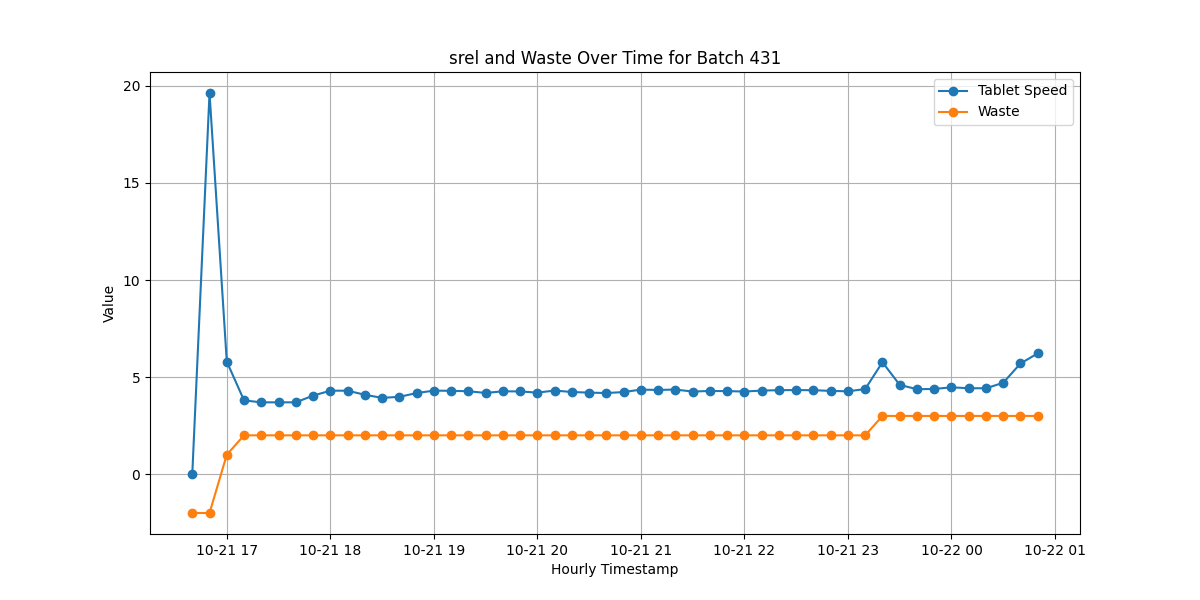 srel and Waste Over Time for Batch 431
Tablet Speed
Waste
Value
20
15
10
5
0
10-21 17
10-21 18
10-21 19
10-21 20
10-21 21
10-21 22
10-21 23
10-22 00
10-22 01
Hourly Timestamp